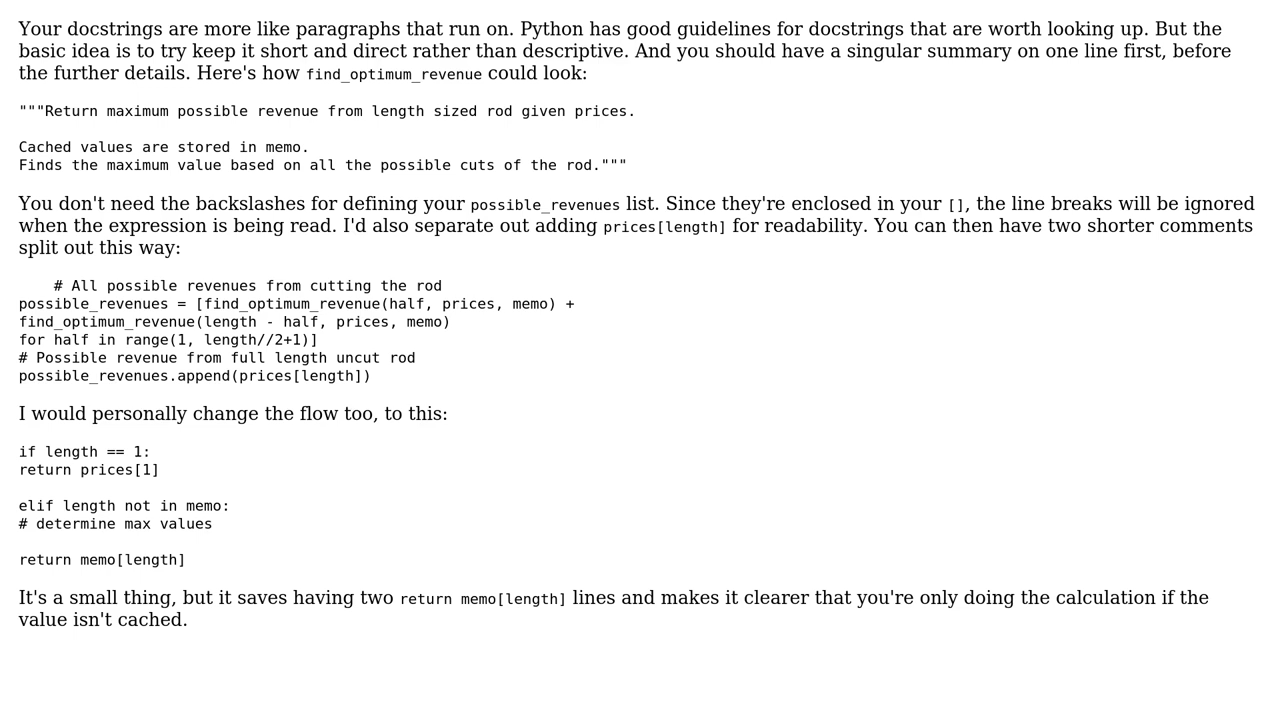 Your docstrings are more like paragraphs that run on. Python has good guidelines for docstrings that are worth looking up. But the
basic idea is to try keep it short and direct rather than descriptive. And you should have a singular summary on one line first, before
the further details. Here's how find_optimum_revenue could look:
"""Return maximum possible revenue from length sized rod given prices.
Cached values are stored in memo.
Finds the maximum value based on all the possible cuts of the rod."""
You don't need the backslashes for defining your possible_revenues list. Since they're enclosed in your [], the line breaks will be ignored
when the expression is being read. I'd also separate out adding prices[length] for readability. You can then have two shorter comments
split out this way:
# All possible revenues from cutting the rod
possible_revenues = [find_optimum_revenue(half, prices, memo) +
find_optimum_revenue(length - half, prices, memo)
for half in range(1, length//2+1)]
# Possible revenue from full length uncut rod
possible_revenues.append(prices[length])
I would personally change the flow too, to this:
if length == 1:
return prices[1]
elif length not in memo:
# determine max values
return memo[length]
It's a small thing, but it saves having two return memo[length] lines and makes it clearer that you're only doing the calculation if the
value isn't cached.